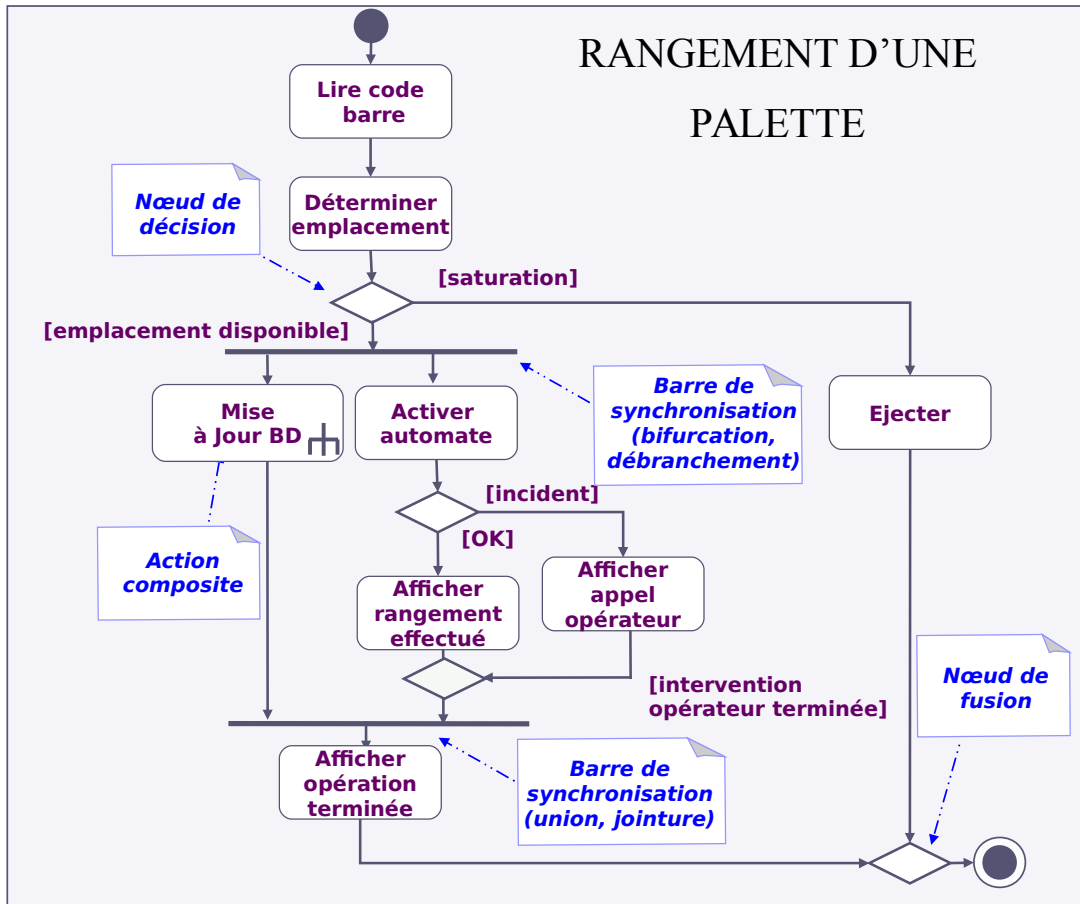 RANGEMENT D’UNE
PALETTE
Lire code
barre
Nœud de
décision
Déterminer
emplacement
[saturation]
[emplacement disponible]
Mise
à Jour BD
Activer
automate
Barre de
synchronisation
(bifurcation,
débranchement)
Ejecter
[incident]
[OK]
Action
composite
Afficher
rangement
effectué
Afficher
appel
opérateur
[intervention
opérateur terminée]
Nœud de
fusion
Afficher
opération
terminée
Barre de
synchronisation
(union, jointure)